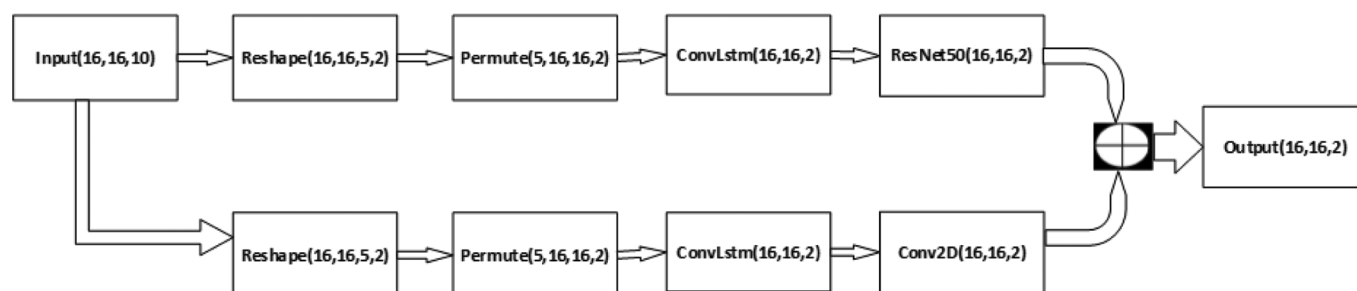 Input(16,16,10)
Reshape(16,16,5,2)
Permute(5,16,16,2)
ConvLstm(16,16,2)
ResNet50(16,16,2)
Output(16,16,2)
Reshape(16,16,5,2)
Permute(5,16,16,2)
ConvLstm(16,16,2)
Conv2D(16,16,2)